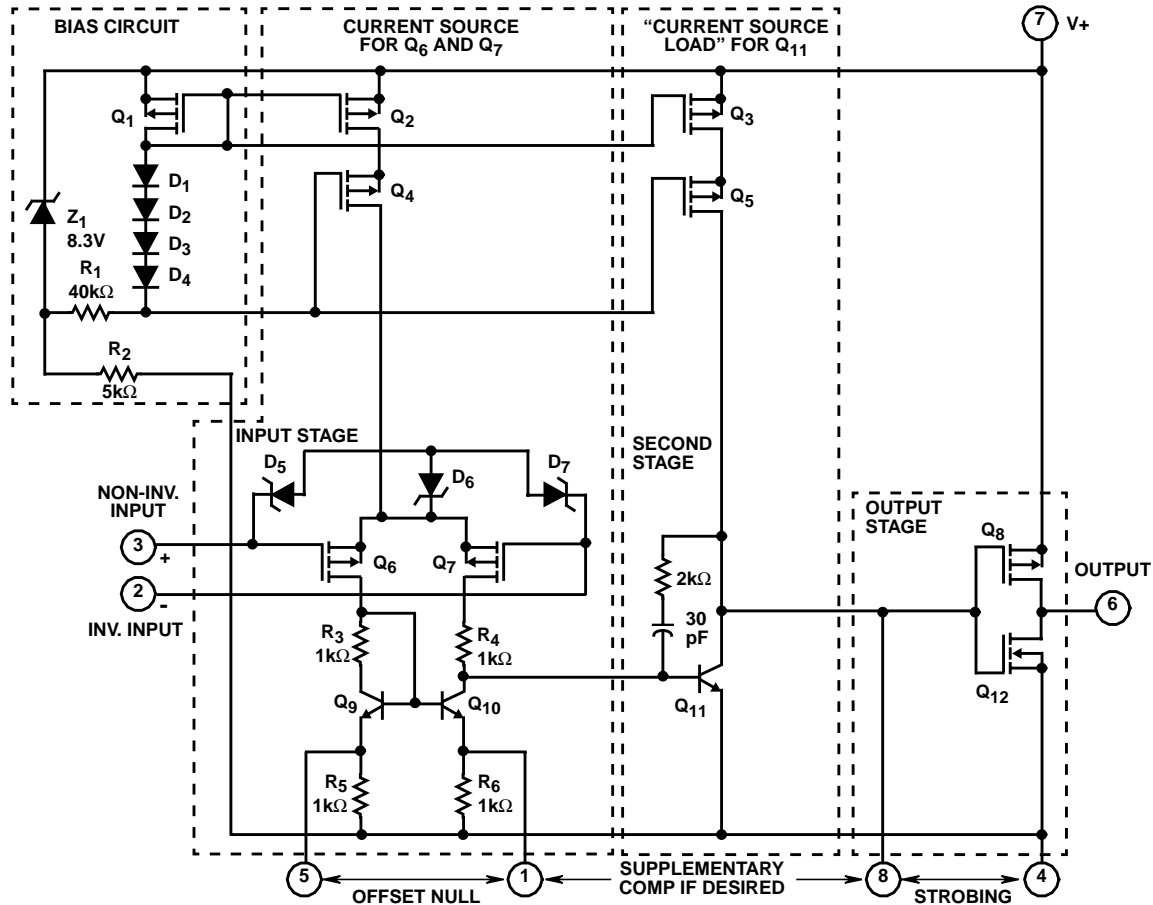 BIAS CIRCUIT
CURRENT SOURCE
FOR Q6 AND Q7
“CURRENT SOURCE
LOAD” FOR Q11
7
V+
Q1
Q2
Q3
D1
Q4
Q5
D2
Z1
8.3V
D3
D4
R1
40kΩ
R2
5kΩ
INPUT STAGE
D5
D6
D7
SECOND
STAGE
NON-INV.
INPUT
3
+
2
-
INV. INPUT
Q6
Q7
R3
1kΩ
R4
1kΩ
Q9
Q10
R5
1kΩ
R6
1kΩ
2kΩ
30
pF
Q11
OUTPUT
STAGE
Q8
OUTPUT
6
Q12
5
OFFSET NULL
1
SUPPLEMENTARY
COMP IF DESIRED
8
STROBING
4